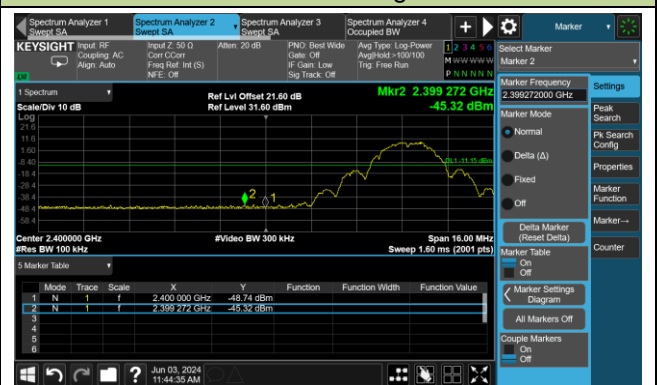 Spectrum Analyzer 1
Swept SA
Spectrum Analyzer 2
Swept SA
Spectrum Analyzer 3
Swept SA
Spectrum Analyzer 4
Occupied BW
Marker
KEYSIGHT
Input: RF
Coupling: AC
Align: Auto
Input Z: 50 Ω
Corr CCorr
Freq Ref: Int (S)
NFE: Off
Atten: 20 dB
PNO: Best Wide
Gate: Off
IF Gain: Low
Sig Track: Off
Avg Type: Log-Power
Avg|Hold:>100/100
Trig: Free Run
1 2 3 4 5 6
M W W W W W
P N N N N N
Select Marker
Marker 2
1 Spectrum
Scale/Div 10 dB
Log
Ref Lvl Offset 21.60 dB
Ref Level 31.60 dBm
Mkr2 2.399 272 GHz
-45.32 dBm
21.6
11.6
1.60
-8.40
-18.4
-28.4
-38.4
-48.4
-58.4
DL1 -11.15 dBm
2
1
Center 2.400000 GHz
#Res BW 100 kHz
#Video BW 300 kHz
Span 16.00 MHz
Sweep 1.60 ms (2001 pts)
5 Marker Table
Mode Trace Scale X Y Function Function Width Function Value
1 N 1 f 2.400 000 GHz -48.74 dBm
2 N 1 f 2.399 272 GHz -45.32 dBm
3
4
5
6
Marker Frequency
2.399272000 GHz
Marker Mode
Normal
Delta (Δ)
Fixed
Off
Delta Marker
(Reset Delta)
Marker Table
On
Off
Marker Settings
Diagram
All Markers Off
Couple Markers
On
Off
Settings
Peak
Search
Pk Search
Config
Properties
Marker
Function
Marker→
Counter
Jun 03, 2024
11:44:35 AM